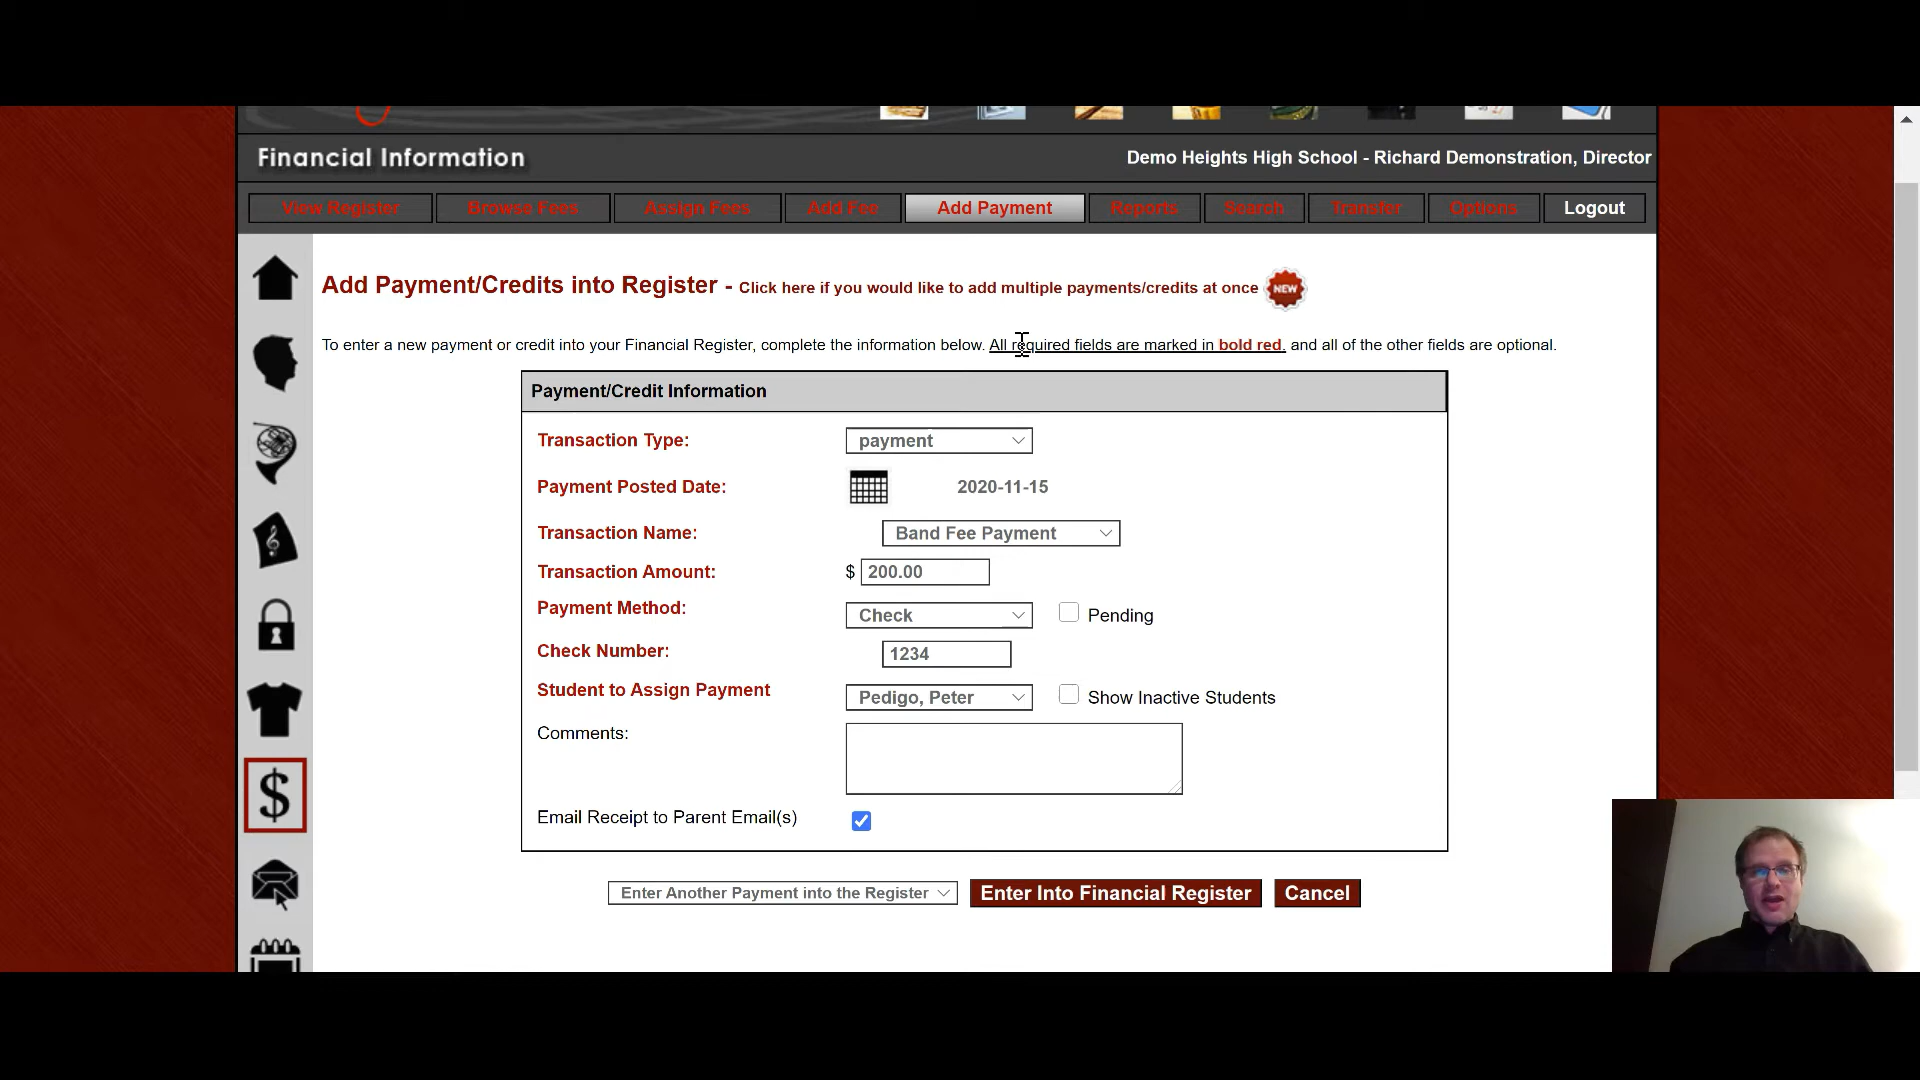 Financial Information
Demo Heights High School - Richard Demonstration, Director
View Register Browse Fees Assign Fees Add Fee Add Payment Reports Search Transfer Options Logout
Add Payment/Credits into Register - Click here if you would like to add multiple payments/credits at once NEW
To enter a new payment or credit into your Financial Register, complete the information below. All required fields are marked in bold red. and all of the other fields are optional.
Payment/Credit Information
Transaction Type: payment
Payment Posted Date: 2020-11-15
Transaction Name: Band Fee Payment
Transaction Amount: $ 200.00
Payment Method: Check Pending
Check Number: 1234
Student to Assign Payment Pedigo, Peter Show Inactive Students
Comments:
Email Receipt to Parent Email(s)
Enter Another Payment into the Register Enter Into Financial Register Cancel
$